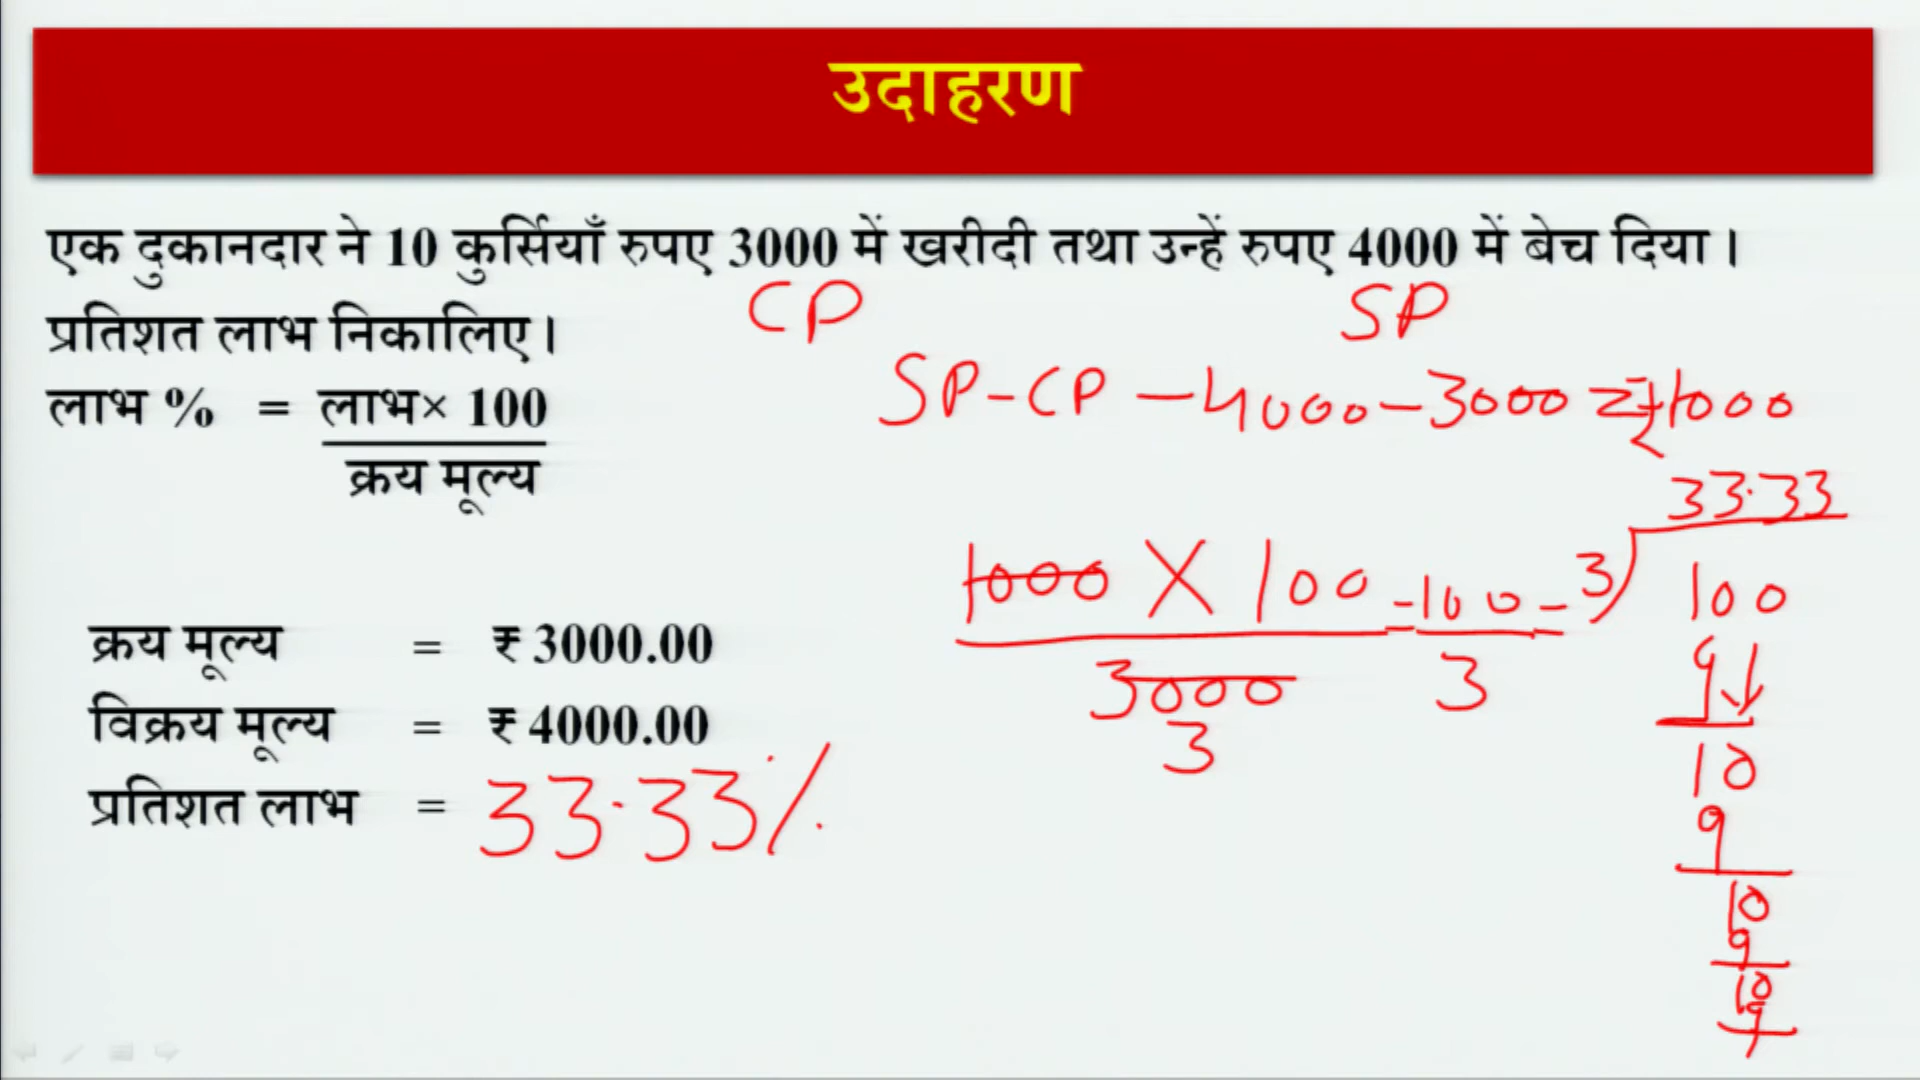 उदाहरण
एक दुकानदार ने 10 कुर्सियाँ रुपए 3000 में खरीदी तथा उन्हें रुपए 4000 में बेच दिया।
CP SP
प्रतिशत लाभ निकालिए।
SP-CP - 4000 - 3000 = ₹1000
लाभ % = लाभ× 100
क्रय मूल्य
33.33
1000 X 100 = 100 = 3)100
3000 3
3
9
10
9
10
9
10
9
1
क्रय मूल्य = ₹ 3000.00
विक्रय मूल्य = ₹ 4000.00
प्रतिशत लाभ = 33.33%